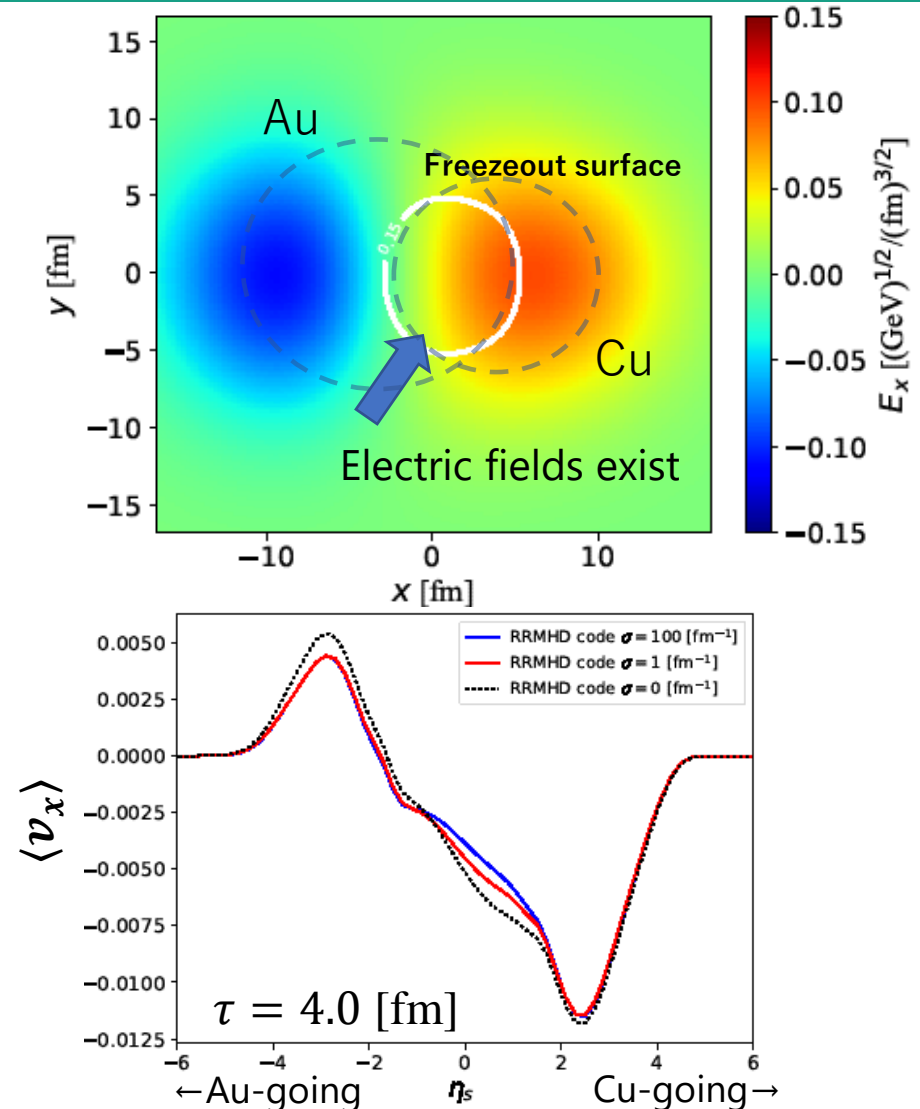 Au
Freezeout surface
0.15
Cu
Electric fields exist
15
10
5
0
−5
−10
−15
y [fm]
−10 0 10
x [fm]
0.15
0.10
0.05
0.00
−0.05
−0.10
−0.15
Eₓ [(GeV)^{1/2}/(fm)^{3/2}]
RRMHD code σ = 100 [fm⁻¹]
RRMHD code σ = 1 [fm⁻¹]
RRMHD code σ = 0 [fm⁻¹]
0.0050
0.0025
0.0000
−0.0025
−0.0050
−0.0075
−0.0100
−0.0125
⟨vₓ⟩
τ = 4.0 [fm]
−6 −4 −2 0 2 4 6
←Au-going ηₛ Cu-going→